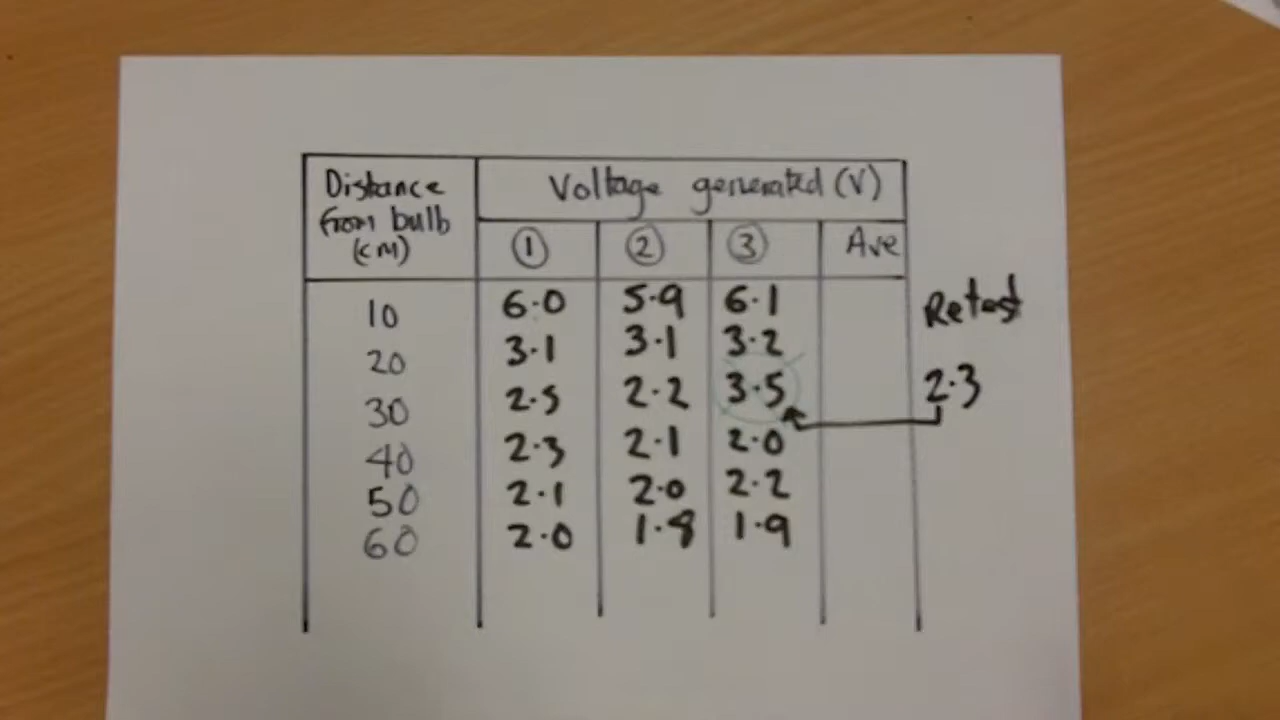 Distance from bulb (cM) Voltage generated (V)
① ② ③ Ave
10 6.0 5.9 6.1 Retest
20 3.1 3.1 3.2
30 2.5 2.2 3.5 2.3
40 2.3 2.1 2.0
50 2.1 2.0 2.2
60 2.0 1.8 1.9